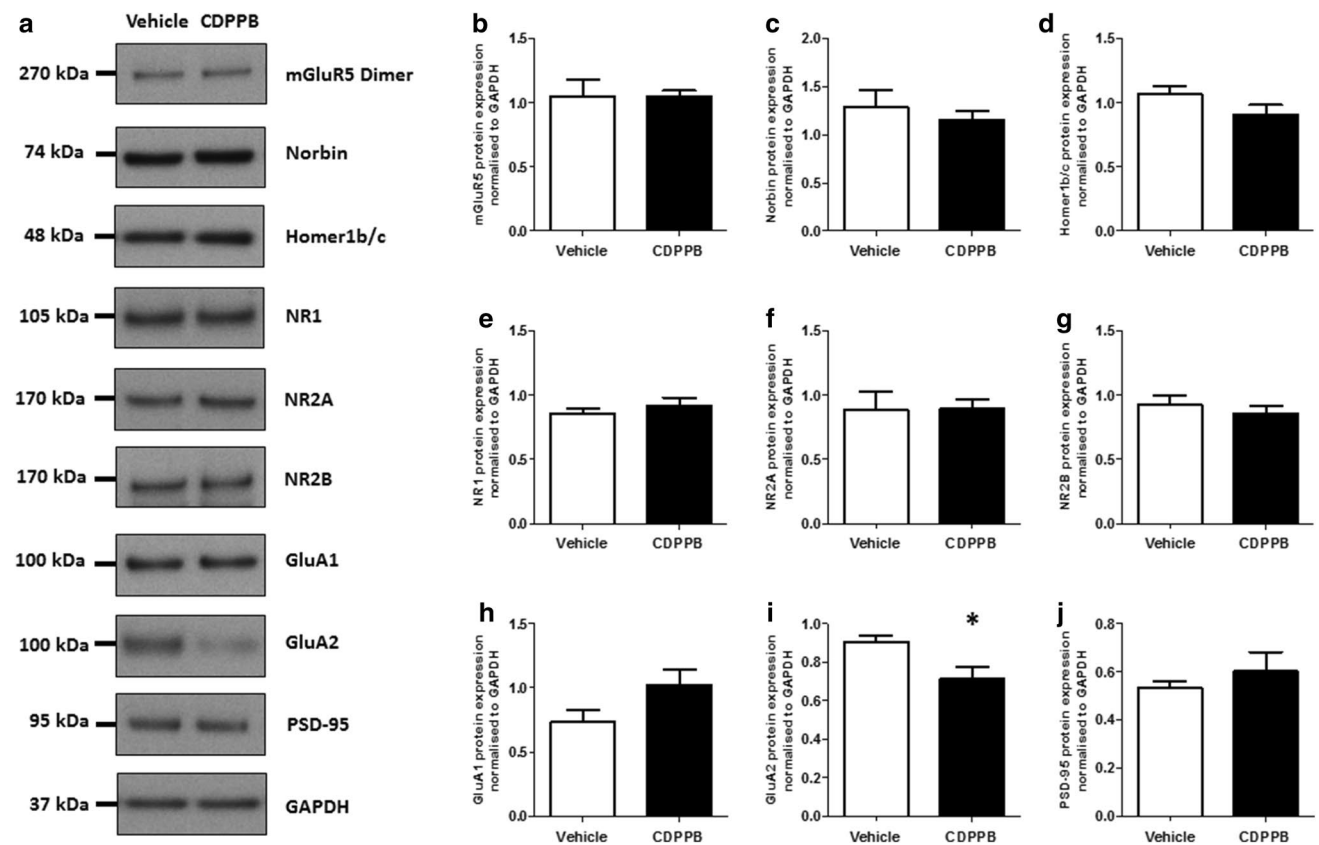 a
Vehicle CDPPB
270 kDa
mGluR5 Dimer
74 kDa
Norbin
48 kDa
Homer1b/c
105 kDa
NR1
170 kDa
NR2A
170 kDa
NR2B
100 kDa
GluA1
100 kDa
GluA2
95 kDa
PSD-95
37 kDa
GAPDH
b
mGluR5 protein expression
normalised to GAPDH
1.5
1.0
0.5
0.0
Vehicle CDPPB
c
Norbin protein expression
normalised to GAPDH
2.0
1.5
1.0
0.5
0.0
Vehicle CDPPB
d
Homer1b/c protein expression
normalised to GAPDH
1.5
1.0
0.5
0.0
Vehicle CDPPB
e
NR1 protein expression
normalised to GAPDH
1.5
1.0
0.5
0.0
Vehicle CDPPB
f
NR2A protein expression
normalised to GAPDH
1.5
1.0
0.5
0.0
Vehicle CDPPB
g
NR2B protein expression
normalised to GAPDH
1.5
1.0
0.5
0.0
Vehicle CDPPB
h
GluA1 protein expression
normalised to GAPDH
1.5
1.0
0.5
0.0
Vehicle CDPPB
i
GluA2 protein expression
normalised to GAPDH
1.0
0.8
0.6
0.4
0.2
0.0
*
Vehicle CDPPB
j
PSD-95 protein expression
normalised to GAPDH
0.8
0.6
0.4
0.2
0.0
Vehicle CDPPB